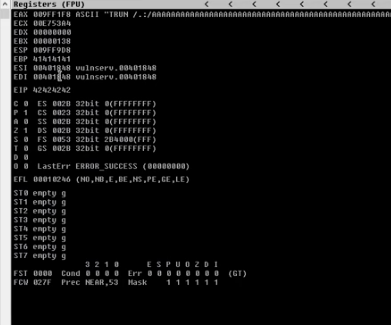 Registers (FPU) < < < < < < <
EAX 009FF1F8 ASCII "TRUN /.:/AAAAAAAAAAAAAAAAAAAAAAAAAAAAAAAAAAAA
ECX 00E75384
EDX 00000000
EBX 00000138
ESP 009FF9D8
EBP 41414141
ESI 00401848 vulnserv.00401848
EDI 00401848 vulnserv.00401848
EIP 42424242
C 0 ES 002B 32bit 0(FFFFFFFF)
P 1 CS 0023 32bit 0(FFFFFFFF)
A 0 SS 002B 32bit 0(FFFFFFFF)
Z 1 DS 002B 32bit 0(FFFFFFFF)
S 0 FS 0053 32bit 2B4000(FFF)
T 0 GS 002B 32bit 0(FFFFFFFF)
D 0
O 0 LastErr ERROR_SUCCESS (00000000)
EFL 00010246 (NO,NB,E,BE,NS,PE,GE,LE)
ST0 empty g
ST1 empty g
ST2 empty g
ST3 empty g
ST4 empty g
ST5 empty g
ST6 empty g
ST7 empty g
3 2 1 0 E S P U O Z D I
FST 0000 Cond 0 0 0 0 Err 0 0 0 0 0 0 0 0 (GT)
FCW 027F Prec NEAR,53 Mask 1 1 1 1 1 1